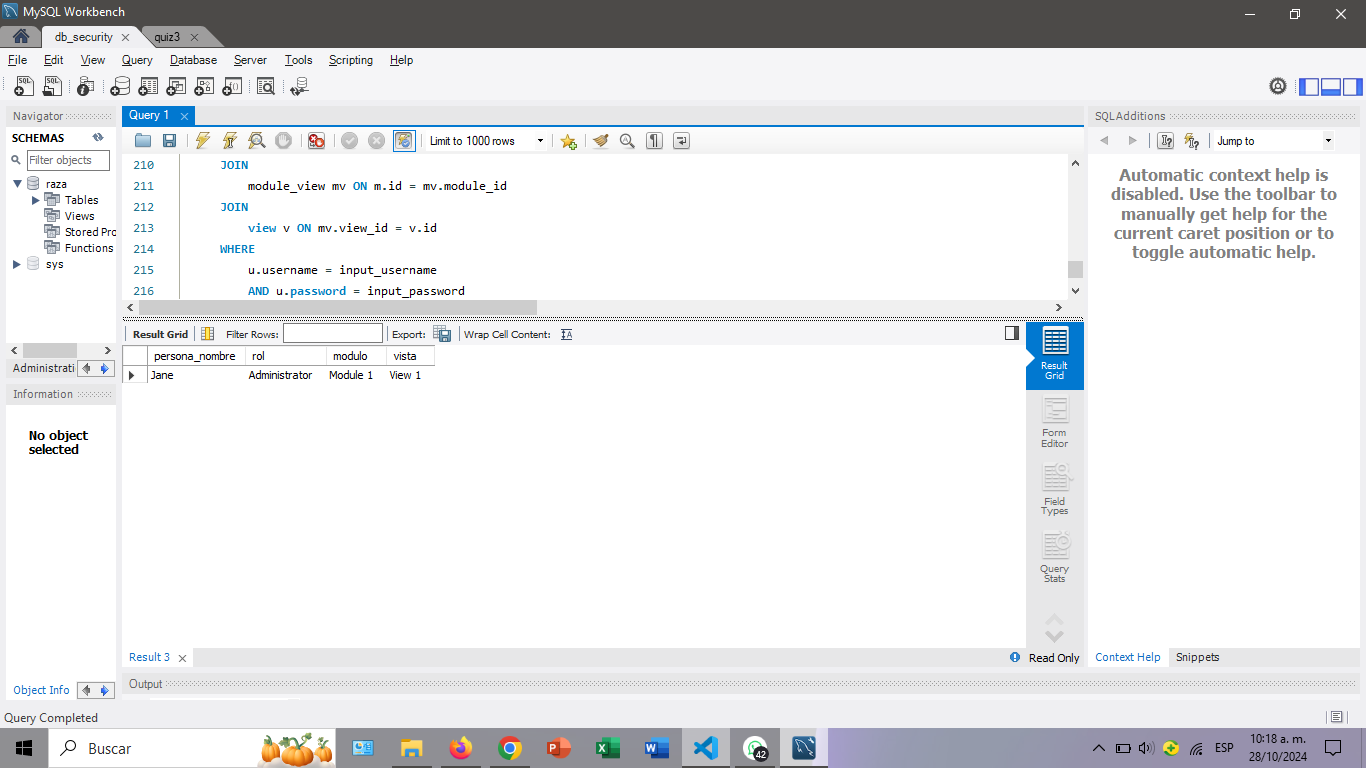 MySQL Workbench
db_security
quiz3
File Edit View Query Database Server Tools Scripting Help
Navigator
SCHEMAS
Filter objects
raza
Tables
Views
Stored Pro
Functions
sys
Administrati
Information
No object
selected
Object Info
Query 1
Limit to 1000 rows
210 JOIN
211 module_view mv ON m.id = mv.module_id
212 JOIN
213 view v ON mv.view_id = v.id
214 WHERE
215 u.username = input_username
216 AND u.password = input_password
Result Grid Filter Rows: Export: Wrap Cell Content:
persona_nombre rol modulo vista
Jane Administrator Module 1 View 1
Result
Grid
Form
Editor
Field
Types
Query
Stats
Result 3
Read Only
Output
SQLAdditions
Jump to
Automatic context help is
disabled. Use the toolbar to
manually get help for the
current caret position or to
toggle automatic help.
Context Help Snippets
Query Completed
Buscar
42
ESP
10:18 a. m.
28/10/2024